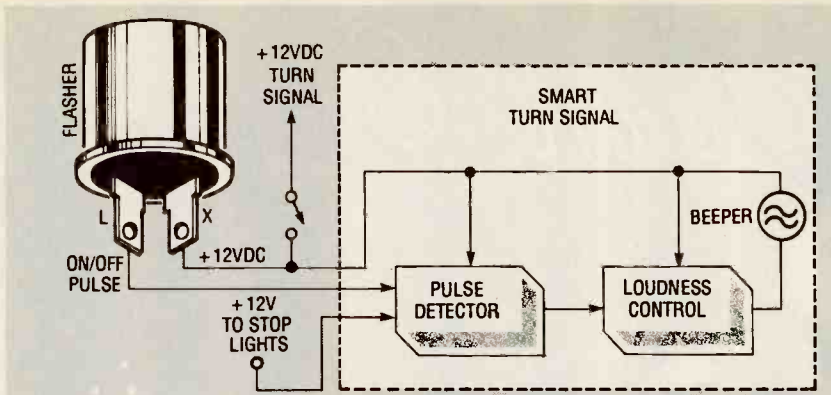 FLASHER
L
X
+12VDC
TURN
SIGNAL
SMART
TURN SIGNAL
BEEPER
+12VDC
ON/OFF
PULSE
+12V
TO STOP
LIGHTS
PULSE
DETECTOR
LOUDNESS
CONTROL